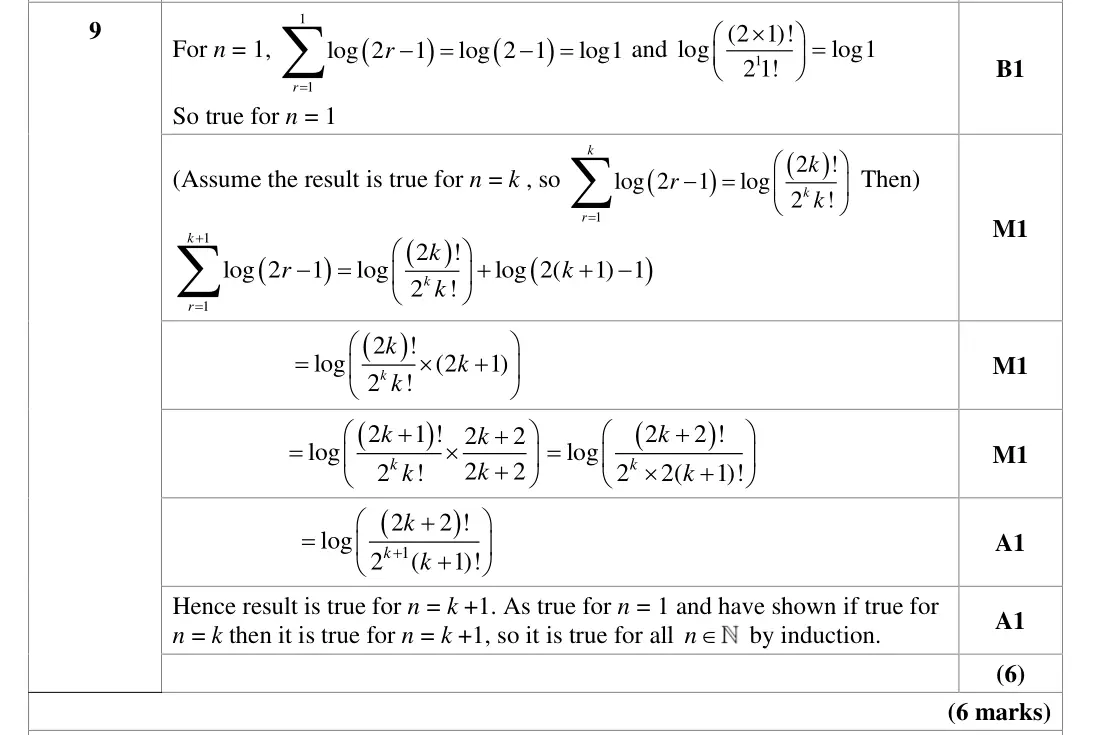 9
For n = 1, \sum_{r=1}^{1} log(2r−1) = log(2−1) = log1 and log((2×1)!/(2^1 1!)) = log1
So true for n = 1
B1
(Assume the result is true for n = k , so \sum_{r=1}^{k} log(2r−1) = log((2k)!/(2^k k!)) Then)
\sum_{r=1}^{k+1} log(2r−1) = log((2k)!/(2^k k!)) + log(2(k+1)−1)
M1
= log((2k)!/(2^k k!) × (2k+1))
M1
= log((2k+1)!/(2^k k!) × (2k+2)/(2k+2)) = log((2k+2)!/(2^k × 2(k+1)!))
M1
= log((2k+2)!/(2^{k+1}(k+1)!))
A1
Hence result is true for n = k +1. As true for n = 1 and have shown if true for
n = k then it is true for n = k +1, so it is true for all n ∈ ℕ by induction.
A1
(6)
(6 marks)